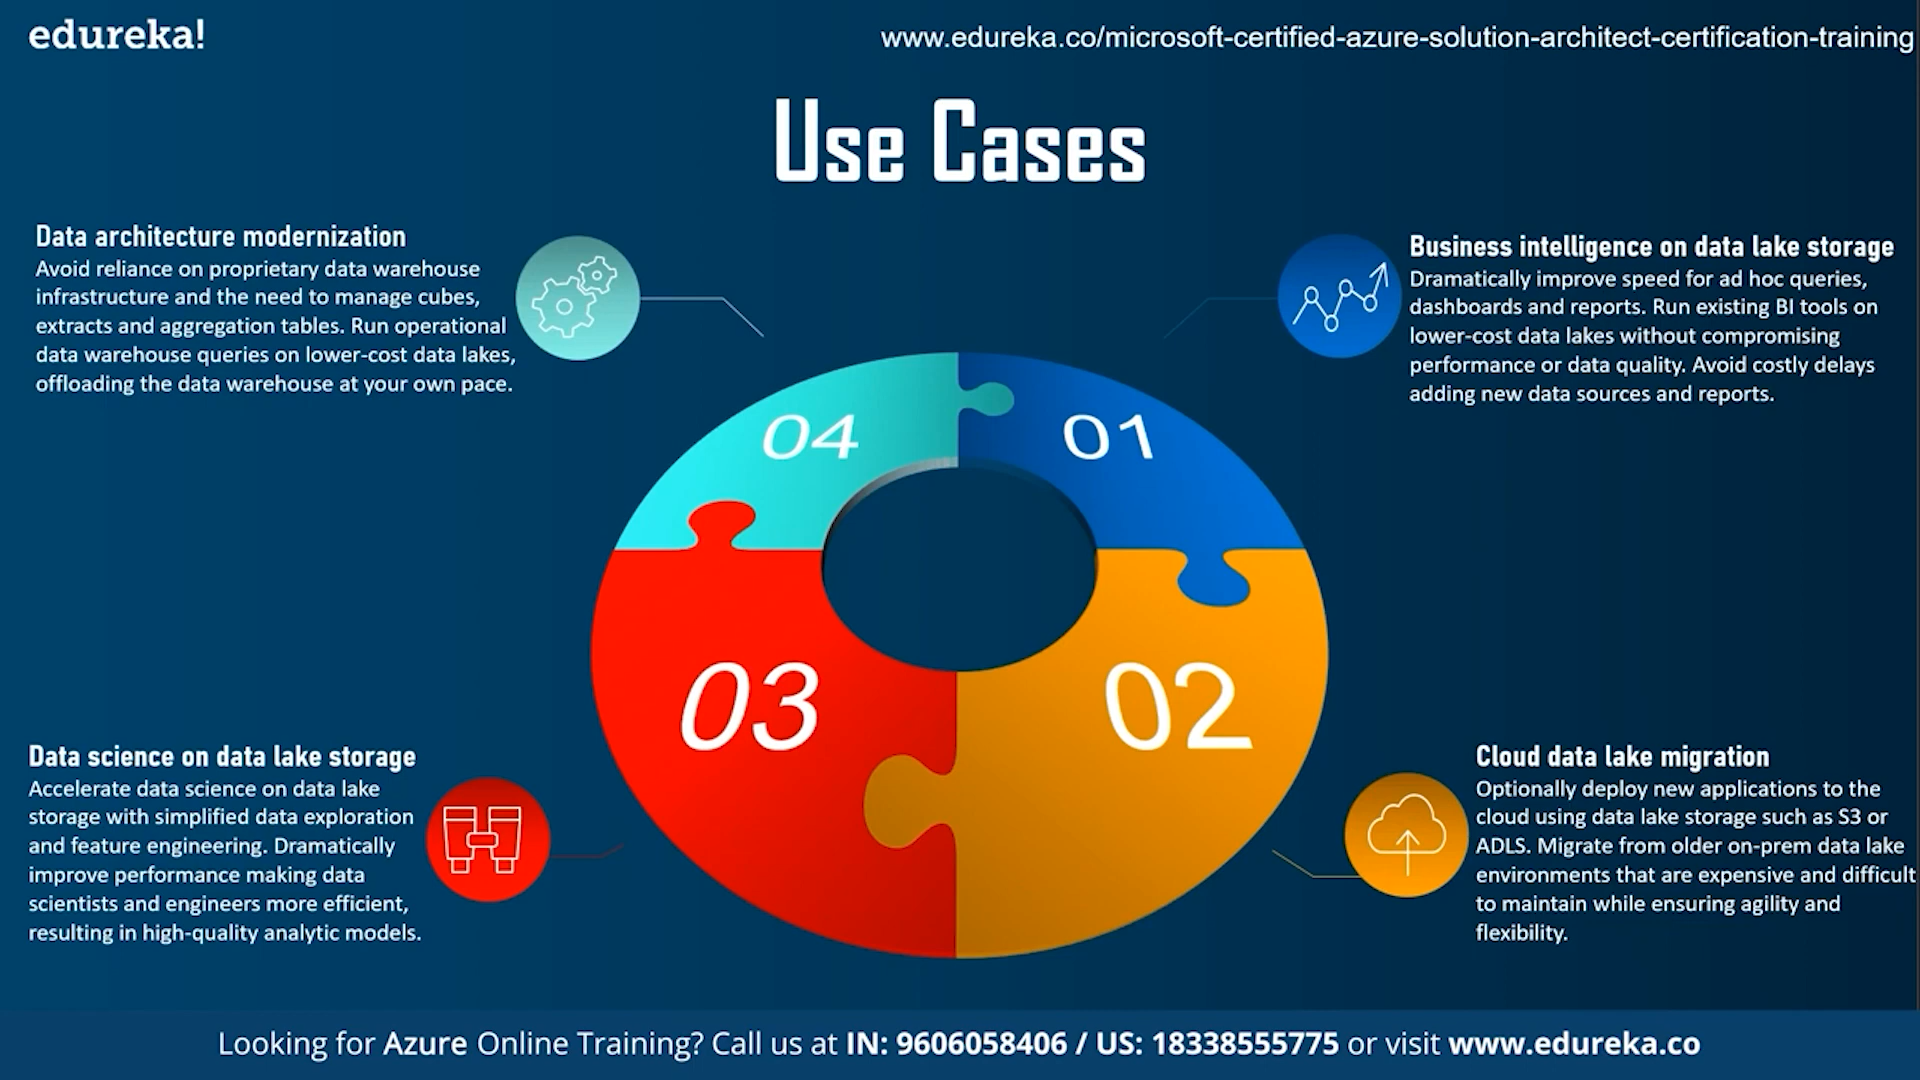 edureka!
www.edureka.co/microsoft-certified-azure-solution-architect-certification-training
Use Cases
Data architecture modernization
Avoid reliance on proprietary data warehouse
infrastructure and the need to manage cubes,
extracts and aggregation tables. Run operational
data warehouse queries on lower-cost data lakes,
offloading the data warehouse at your own pace.
Business intelligence on data lake storage
Dramatically improve speed for ad hoc queries,
dashboards and reports. Run existing BI tools on
lower-cost data lakes without compromising
performance or data quality. Avoid costly delays
adding new data sources and reports.
04
01
03
02
Data science on data lake storage
Accelerate data science on data lake
storage with simplified data exploration
and feature engineering. Dramatically
improve performance making data
scientists and engineers more efficient,
resulting in high-quality analytic models.
Cloud data lake migration
Optionally deploy new applications to the
cloud using data lake storage such as S3 or
ADLS. Migrate from older on-prem data lake
environments that are expensive and difficult
to maintain while ensuring agility and
flexibility.
Looking for Azure Online Training? Call us at IN: 9606058406 / US: 18338555775 or visit www.edureka.co